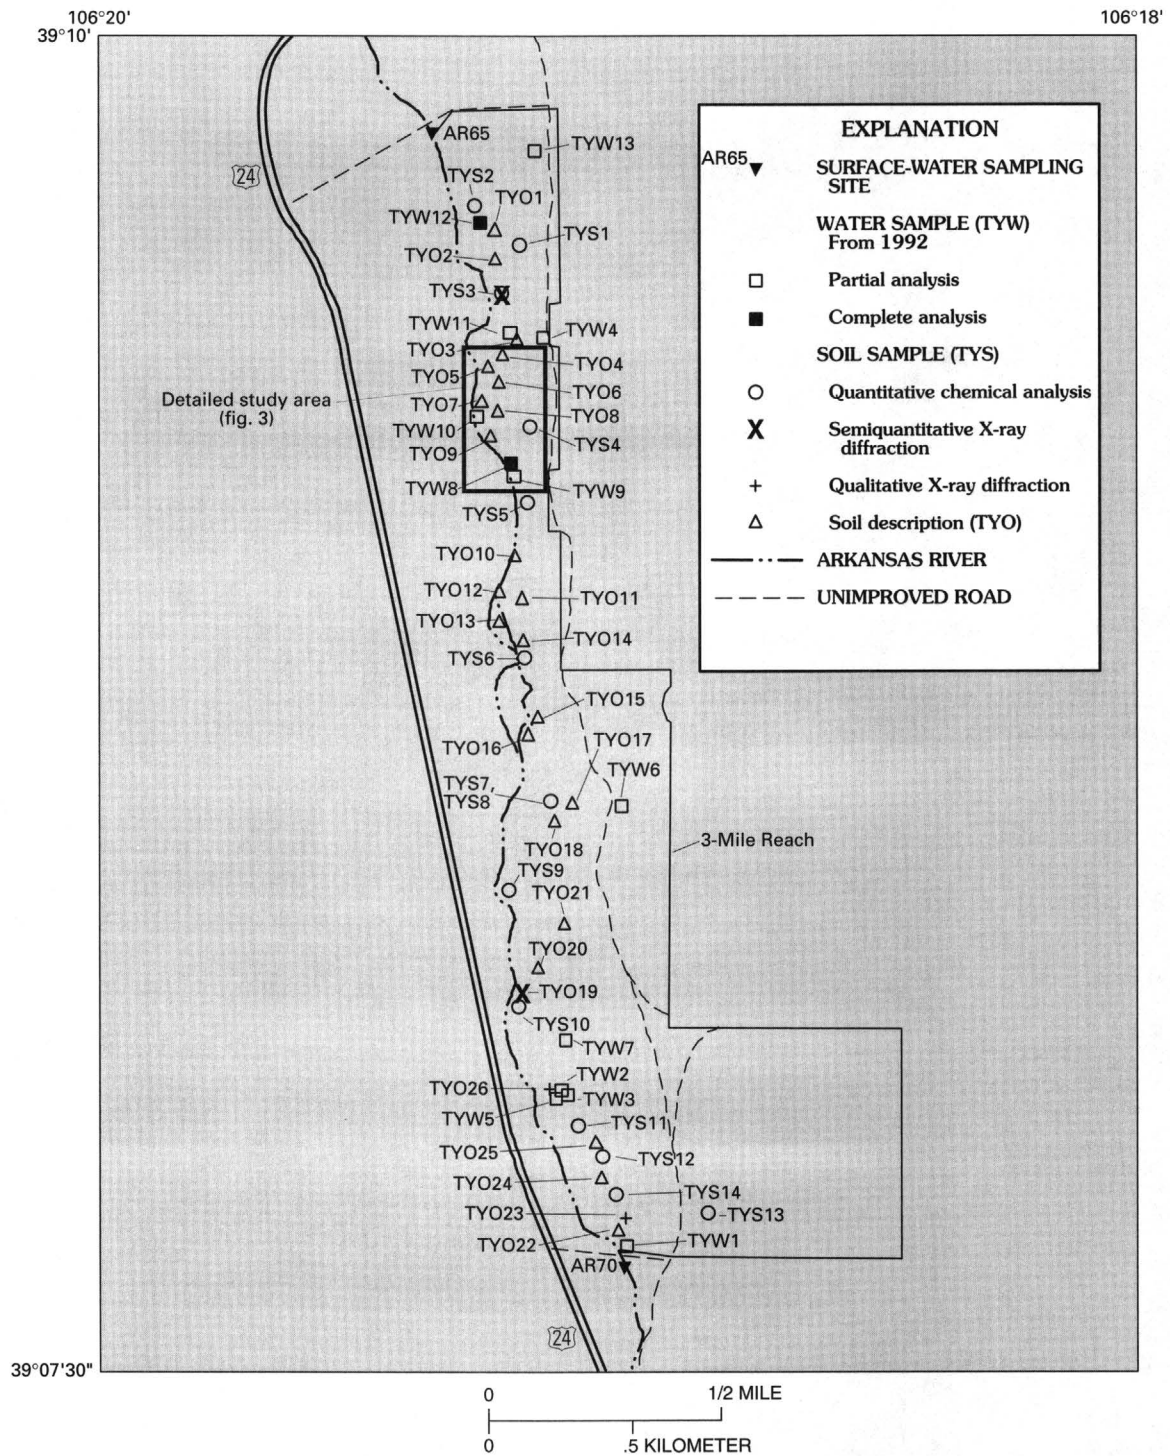 106°20'
106°18'
39°10'
AR65
TYW13
24
TYS2
TYO1
TYW12
TYS1
TYO2
TYS3
TYW11
TYW4
TYO3
TYO4
TYO5
TYO6
Detailed study area
(fig. 3)
TYO7
TYO8
TYW10
TYS4
TYO9
TYW8
TYW9
TYS5
TYO10
TYO12
TYO11
TYO13
TYO14
TYS6
TYO15
TYO16
TYO17
TYW6
TYS7,
TYS8
TYO18
3-Mile Reach
TYS9
TYO21
TYO20
TYO19
TYS10
TYW7
TYW2
TYO26
TYW3
TYW5
TYS11
TYO25
TYS12
TYO24
TYS14
TYO23
TYS13
TYO22
TYW1
AR70
24
39°07'30"
EXPLANATION
AR65
SURFACE-WATER SAMPLING
SITE
WATER SAMPLE (TYW)
From 1992
Partial analysis
Complete analysis
SOIL SAMPLE (TYS)
Quantitative chemical analysis
X Semiquantitative X-ray
diffraction
+ Qualitative X-ray diffraction
Soil description (TYO)
ARKANSAS RIVER
UNIMPROVED ROAD
0 1/2 MILE
0 .5 KILOMETER